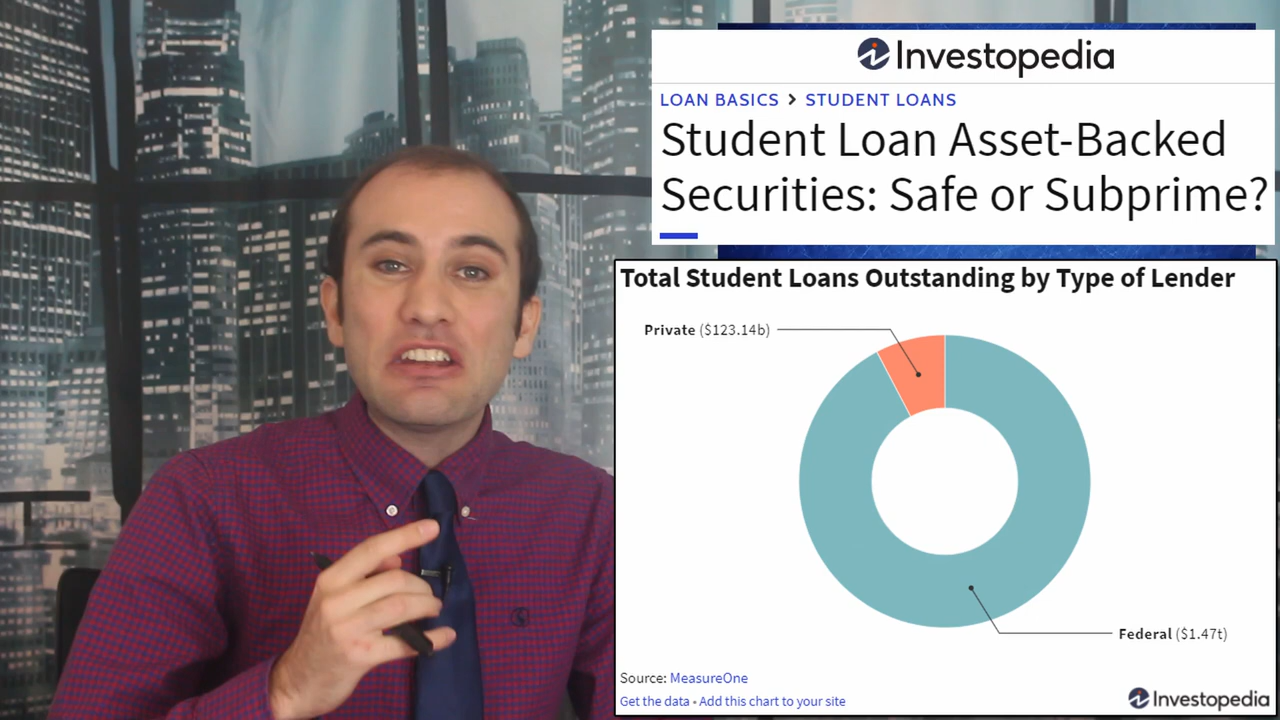 Investopedia
LOAN BASICS > STUDENT LOANS
Student Loan Asset-Backed
Securities: Safe or Subprime?
Total Student Loans Outstanding by Type of Lender
Private ($123.14b)
Federal ($1.47t)
Source: MeasureOne
Get the data • Add this chart to your site
Investopedia